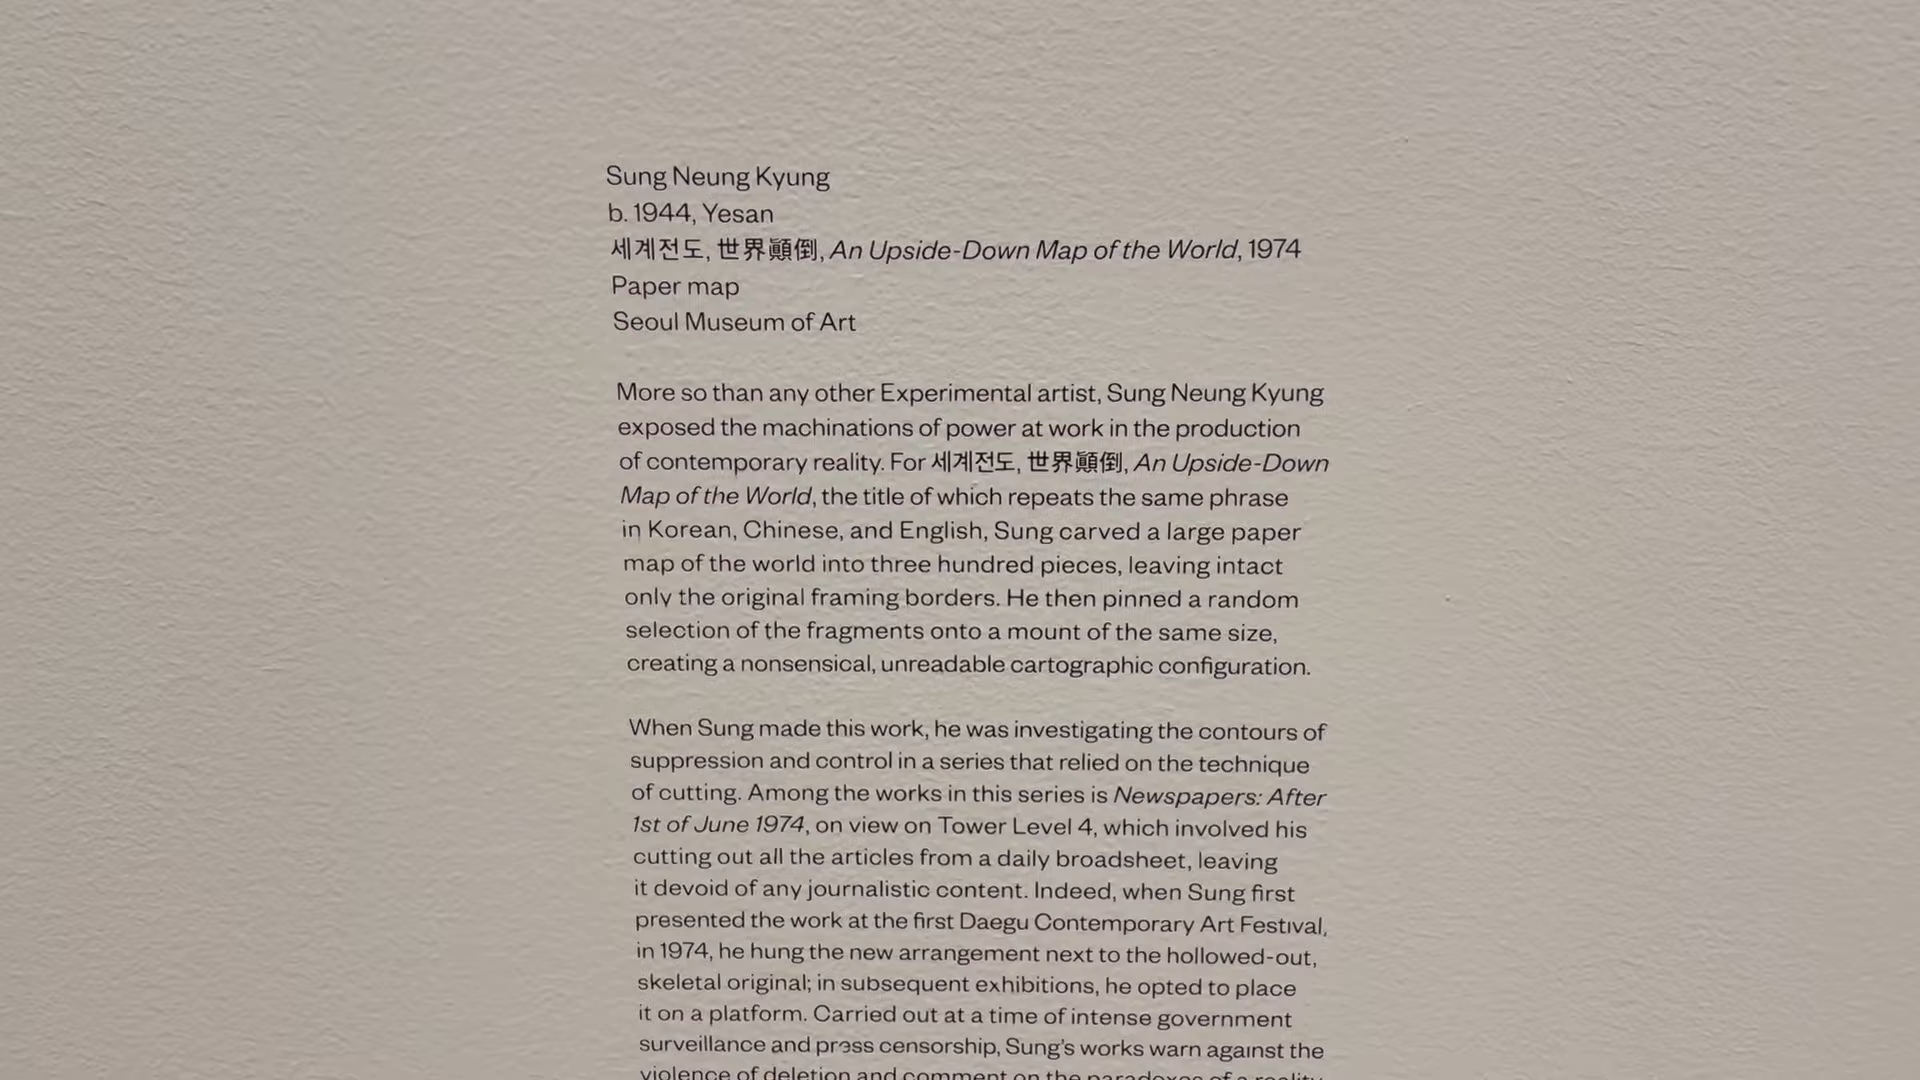 Sung Neung Kyung
b. 1944, Yesan
세계전도, 世界顚倒, An Upside-Down Map of the World, 1974
Paper map
Seoul Museum of Art
More so than any other Experimental artist, Sung Neung Kyung
exposed the machinations of power at work in the production
of contemporary reality. For 세계전도, 世界顚倒, An Upside-Down
Map of the World, the title of which repeats the same phrase
in Korean, Chinese, and English, Sung carved a large paper
map of the world into three hundred pieces, leaving intact
only the original framing borders. He then pinned a random
selection of the fragments onto a mount of the same size,
creating a nonsensical, unreadable cartographic configuration.
When Sung made this work, he was investigating the contours of
suppression and control in a series that relied on the technique
of cutting. Among the works in this series is Newspapers: After
1st of June 1974, on view on Tower Level 4, which involved his
cutting out all the articles from a daily broadsheet, leaving
it devoid of any journalistic content. Indeed, when Sung first
presented the work at the first Daegu Contemporary Art Festival,
in 1974, he hung the new arrangement next to the hollowed-out,
skeletal original; in subsequent exhibitions, he opted to place
it on a platform. Carried out at a time of intense government
surveillance and press censorship, Sung's works warn against the
violence of deletion and comment on the paradoxes of a reality